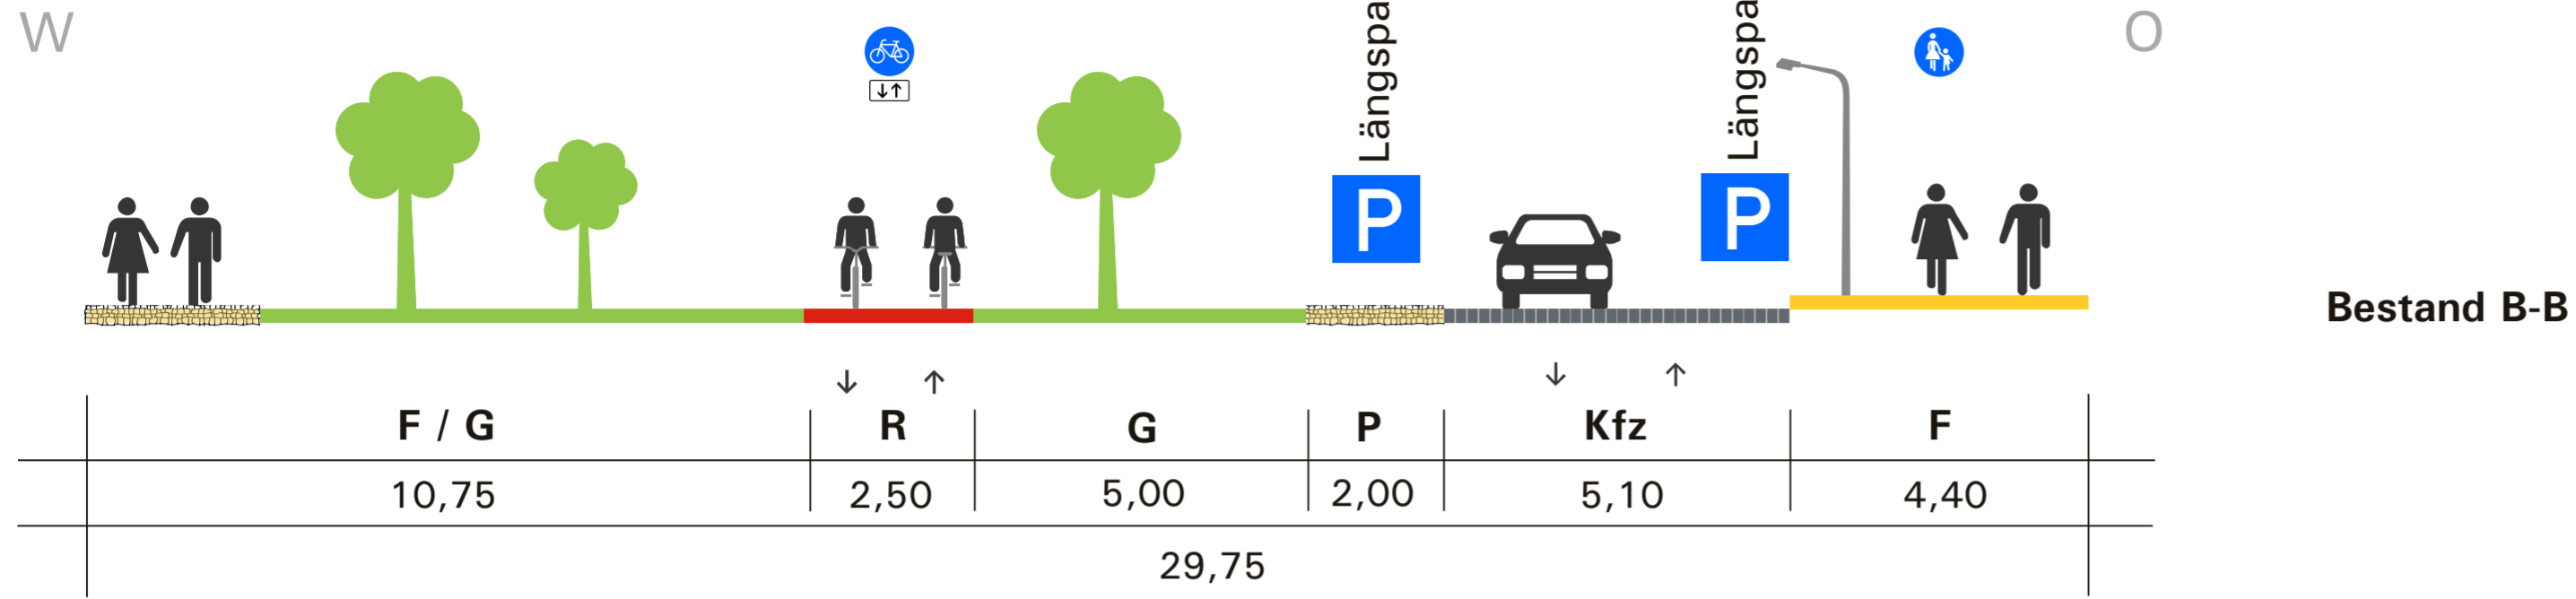 W
O
Längspa
Längspa
P
P
Bestand B-B
↓ ↑
↓ ↑
↓ ↑
F / G R G P Kfz F
10,75 2,50 5,00 2,00 5,10 4,40
29,75